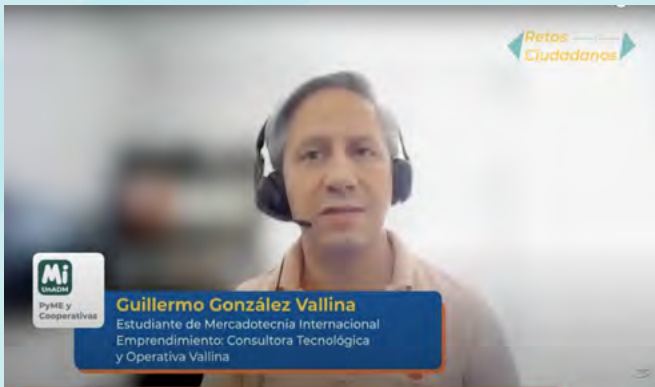 Retos
Ciudadanos
Mi
UnADM
PyME y
Cooperativas
Guillermo González Vallina
Estudiante de Mercadotecnia Internacional
Emprendimiento: Consultora Tecnológica
y Operativa Vallina